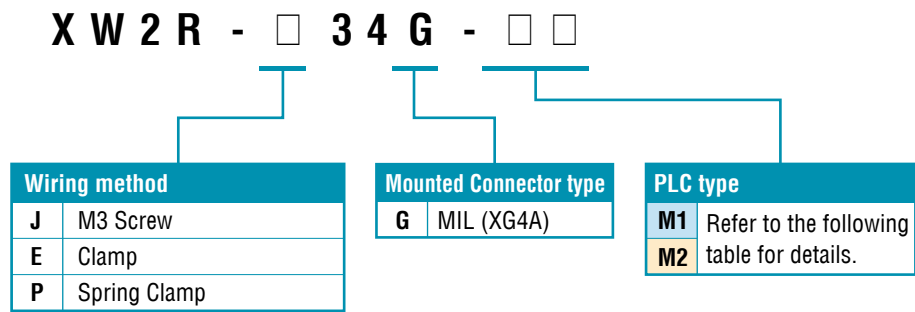 XW2R-□34G-□□
Wiring method
J M3 Screw
E Clamp
P Spring Clamp
Mounted Connector type
G MIL (XG4A)
PLC type
M1 Refer to the following
M2 table for details.